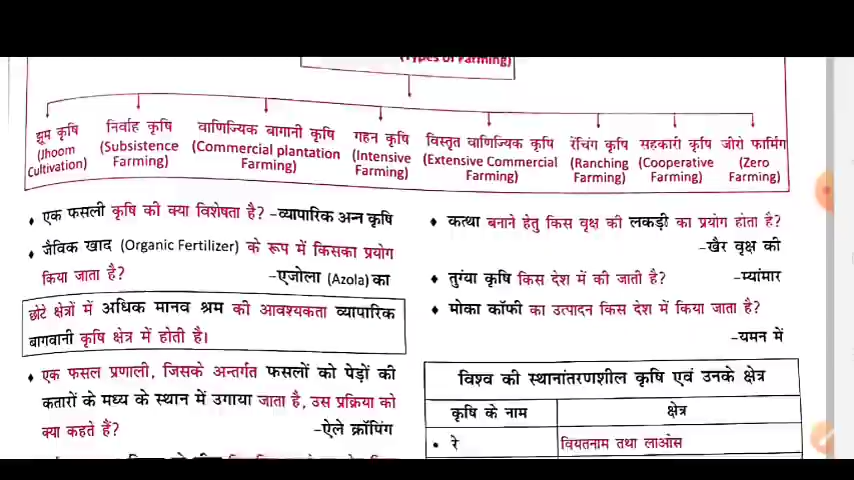 (Types of Farming)
झूम कृषि
(Jhoom
Cultivation)
निर्वाह कृषि
(Subsistence
Farming)
वाणिज्यिक बागानी कृषि
(Commercial plantation
Farming)
गहन कृषि
(Intensive
Farming)
विस्तृत वाणिज्यिक कृषि
(Extensive Commercial
Farming)
रेंचिंग कृषि
(Ranching
Farming)
सहकारी कृषि
(Cooperative
Farming)
जीरो फार्मिंग
(Zero
Farming)
♦ एक फसली कृषि की क्या विशेषता है? –व्यापारिक अन्न कृषि
♦ जैविक खाद (Organic Fertilizer) के रूप में किसका प्रयोग
किया जाता है? –एजोला (Azola) का
छोटे क्षेत्रों में अधिक मानव श्रम की आवश्यकता व्यापारिक
बागवानी कृषि क्षेत्र में होती है।
♦ एक फसल प्रणाली, जिसके अन्तर्गत फसलों को पेड़ों की
कतारों के मध्य के स्थान में उगाया जाता है, उस प्रक्रिया को
क्या कहते हैं? –ऐले क्रॉपिंग
♦ कत्था बनाने हेतु किस वृक्ष की लकड़ी का प्रयोग होता है?
–खैर वृक्ष की
♦ तुग्या कृषि किस देश में की जाती है? –म्यांमार
♦ मोका कॉफी का उत्पादन किस देश में किया जाता है?
–यमन में
विश्व की स्थानांतरणशील कृषि एवं उनके क्षेत्र
कृषि के नाम क्षेत्र
• रे वियतनाम तथा लाओस